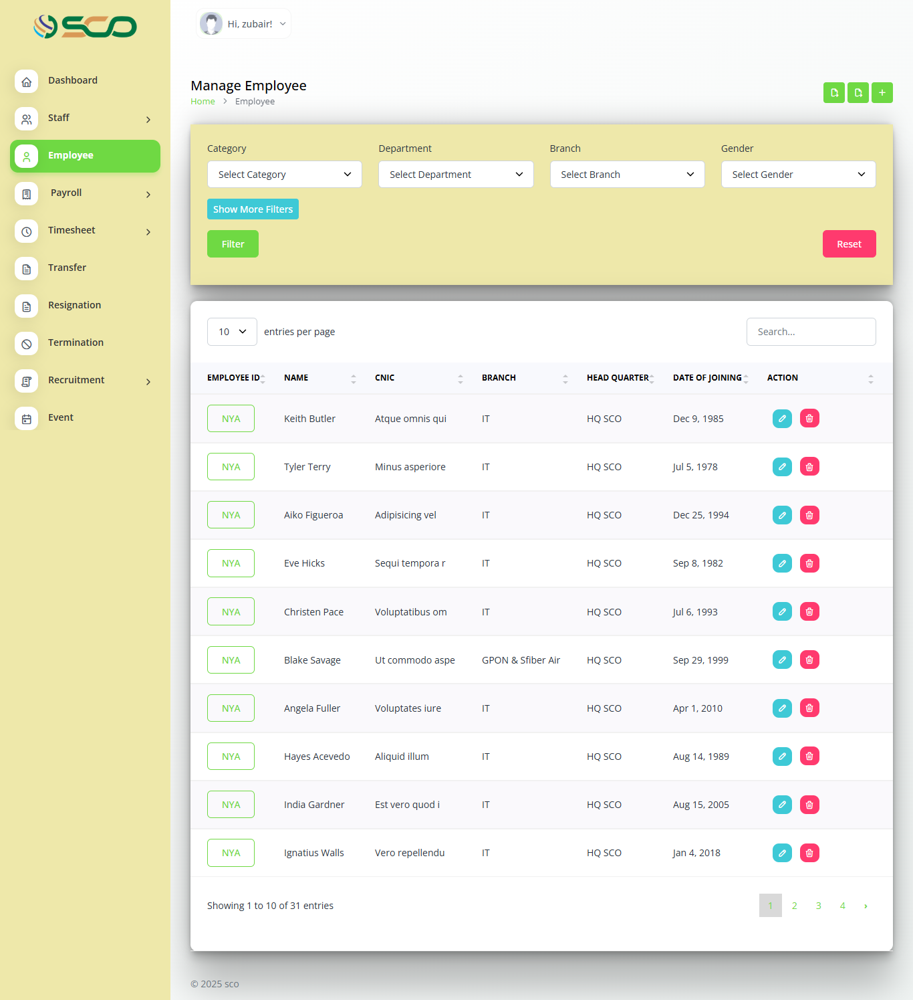 SCO
Hi, zubair!
Dashboard
Staff
Employee
Payroll
Timesheet
Transfer
Resignation
Termination
Recruitment
Event
Manage Employee
Home > Employee
Category Department Branch Gender
Select Category Select Department Select Branch Select Gender
Show More Filters
Filter Reset
10 entries per page Search...
EMPLOYEE ID NAME CNIC BRANCH HEAD QUARTER DATE OF JOINING ACTION
NYA Keith Butler Atque omnis qui IT HQ SCO Dec 9, 1985
NYA Tyler Terry Minus asperiore IT HQ SCO Jul 5, 1978
NYA Aiko Figueroa Adipisicing vel IT HQ SCO Dec 25, 1994
NYA Eve Hicks Sequi tempora r IT HQ SCO Sep 8, 1982
NYA Christen Pace Voluptatibus om IT HQ SCO Jul 6, 1993
NYA Blake Savage Ut commodo aspe GPON & Sfiber Air HQ SCO Sep 29, 1999
NYA Angela Fuller Voluptates iure IT HQ SCO Apr 1, 2010
NYA Hayes Acevedo Aliquid illum IT HQ SCO Aug 14, 1989
NYA India Gardner Est vero quod i IT HQ SCO Aug 15, 2005
NYA Ignatius Walls Vero repellendu IT HQ SCO Jan 4, 2018
Showing 1 to 10 of 31 entries 1 2 3 4 ›
© 2025 sco